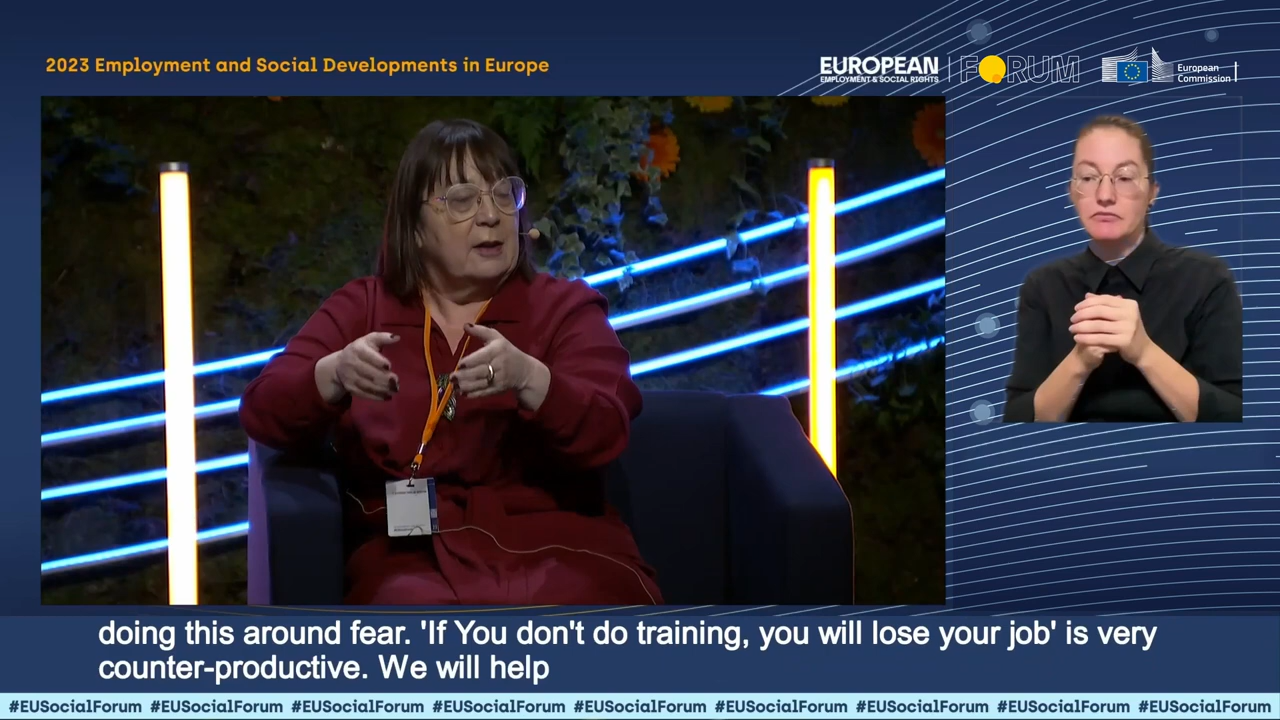 2023 Employment and Social Developments in Europe
EUROPEAN
EMPLOYMENT & SOCIAL RIGHTS
FORUM
European
Commission
doing this around fear. 'If You don't do training, you will lose your job' is very
counter-productive. We will help
#EUSocialForum #EUSocialForum #EUSocialForum #EUSocialForum #EUSocialForum #EUSocialForum #EUSocialForum #EUSocialForum #EUSocialForum